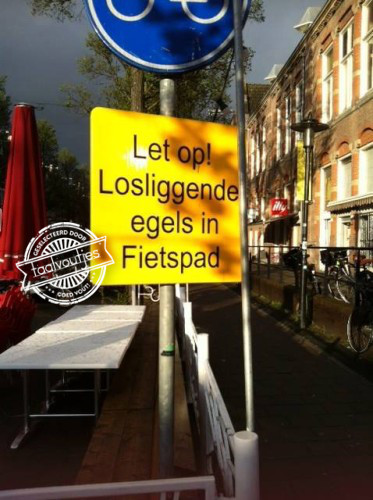 Let op!
Losliggende
egels in
Fietspad
GESELECTEERD DOOR
taalvoutjes
... GOED VOUT!